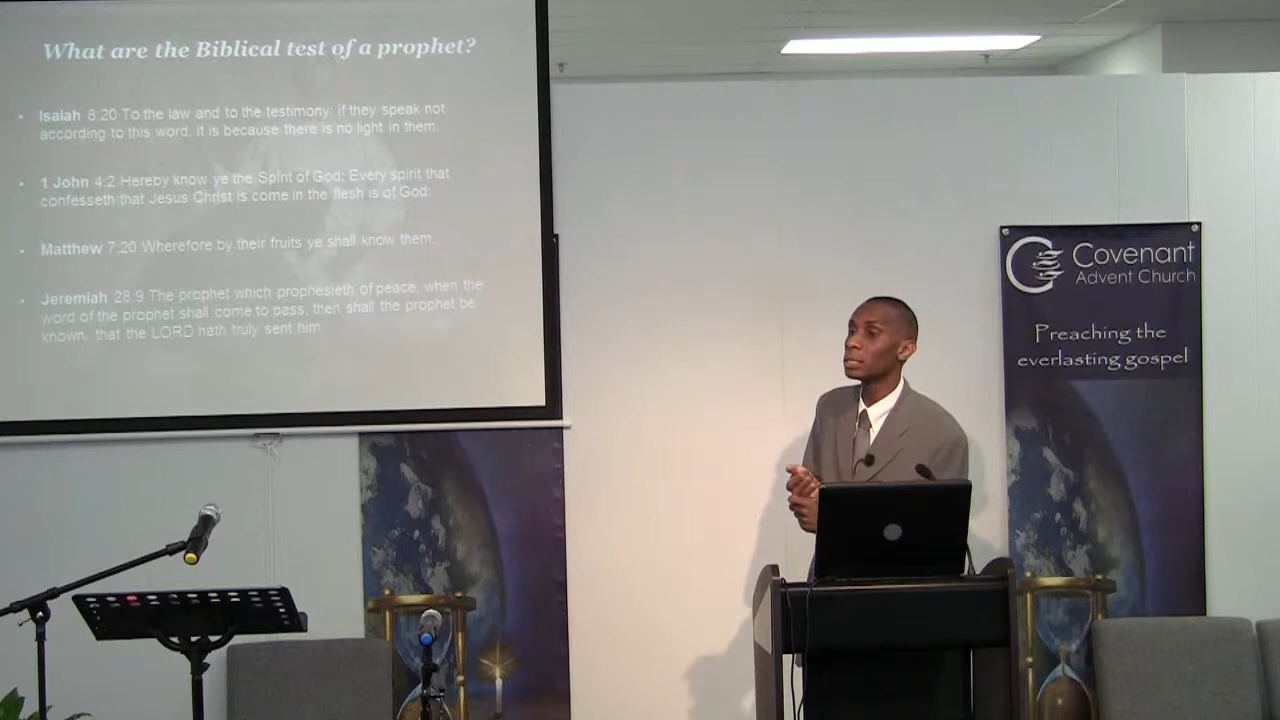 What are the Biblical test of a prophet?
• Isaiah 8:20 To the law and to the testimony: if they speak not
according to this word, it is because there is no light in them.
• 1 John 4:2 Hereby know ye the Spirit of God: Every spirit that
confesseth that Jesus Christ is come in the flesh is of God:
• Matthew 7:20 Wherefore by their fruits ye shall know them.
• Jeremiah 28:9 The prophet which prophesieth of peace, when the
word of the prophet shall come to pass, then shall the prophet be
known, that the LORD hath truly sent him
Covenant
Advent Church
Preaching the
everlasting gospel